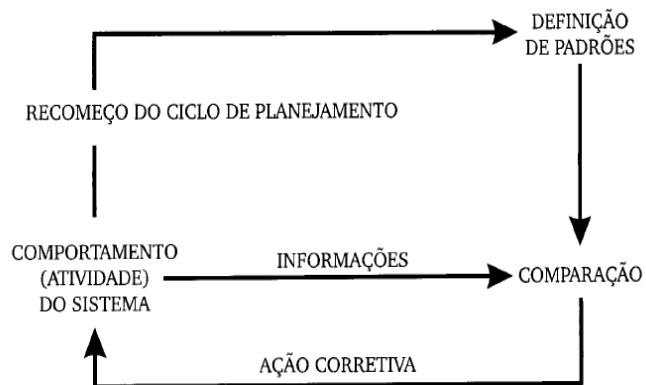 DEFINIÇÃO
DE PADRÕES
RECOMEÇO DO CICLO DE PLANEJAMENTO
COMPORTAMENTO
(ATIVIDADE)
DO SISTEMA
INFORMAÇÕES
COMPARAÇÃO
AÇÃO CORRETIVA